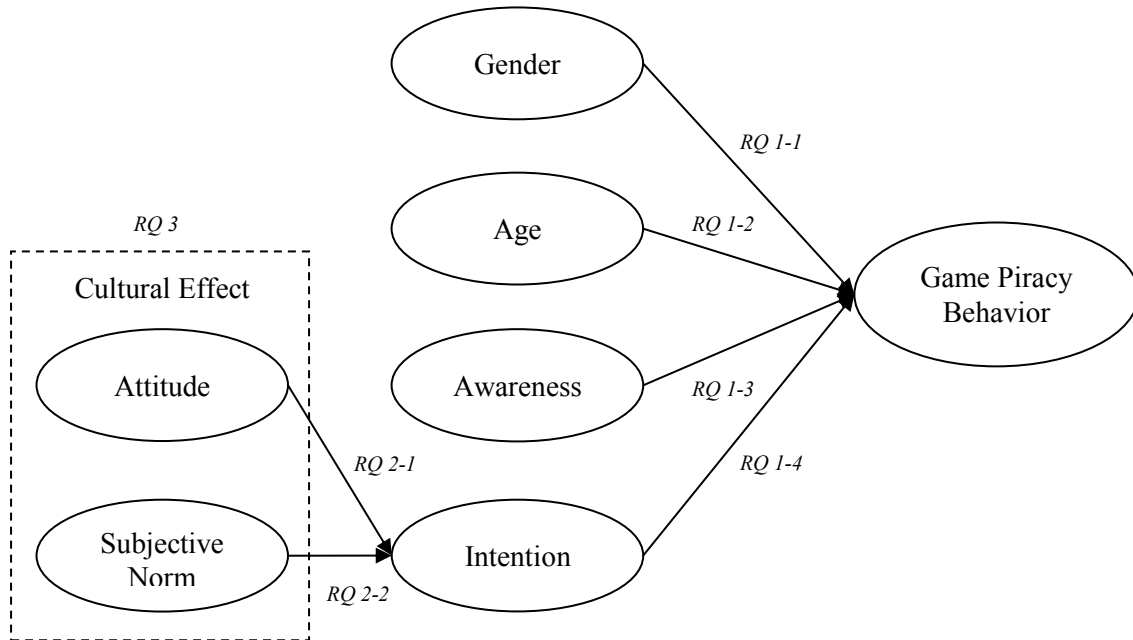 Gender
RQ 1-1
Age
RQ 1-2
RQ 3
Cultural Effect
Game Piracy
Behavior
Attitude
Awareness
RQ 1-3
RQ 2-1
RQ 1-4
Subjective
Norm
Intention
RQ 2-2